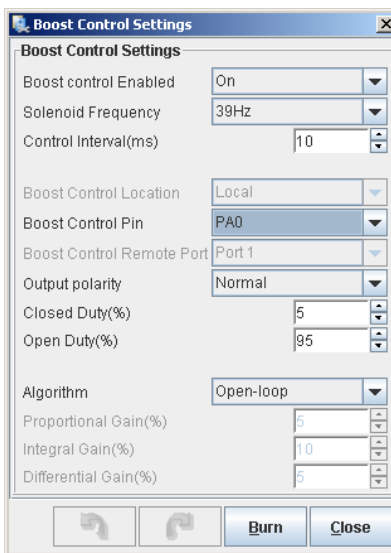 Boost Control Settings
Boost Control Settings
Boost control Enabled On
Solenoid Frequency 39Hz
Control Interval(ms) 10
Boost Control Location Local
Boost Control Pin PA0
Boost Control Remote Port Port 1
Output polarity Normal
Closed Duty(%) 5
Open Duty(%) 95
Algorithm Open-loop
Proportional Gain(%) 5
Integral Gain(%) 10
Differential Gain(%) 5
Burn Close